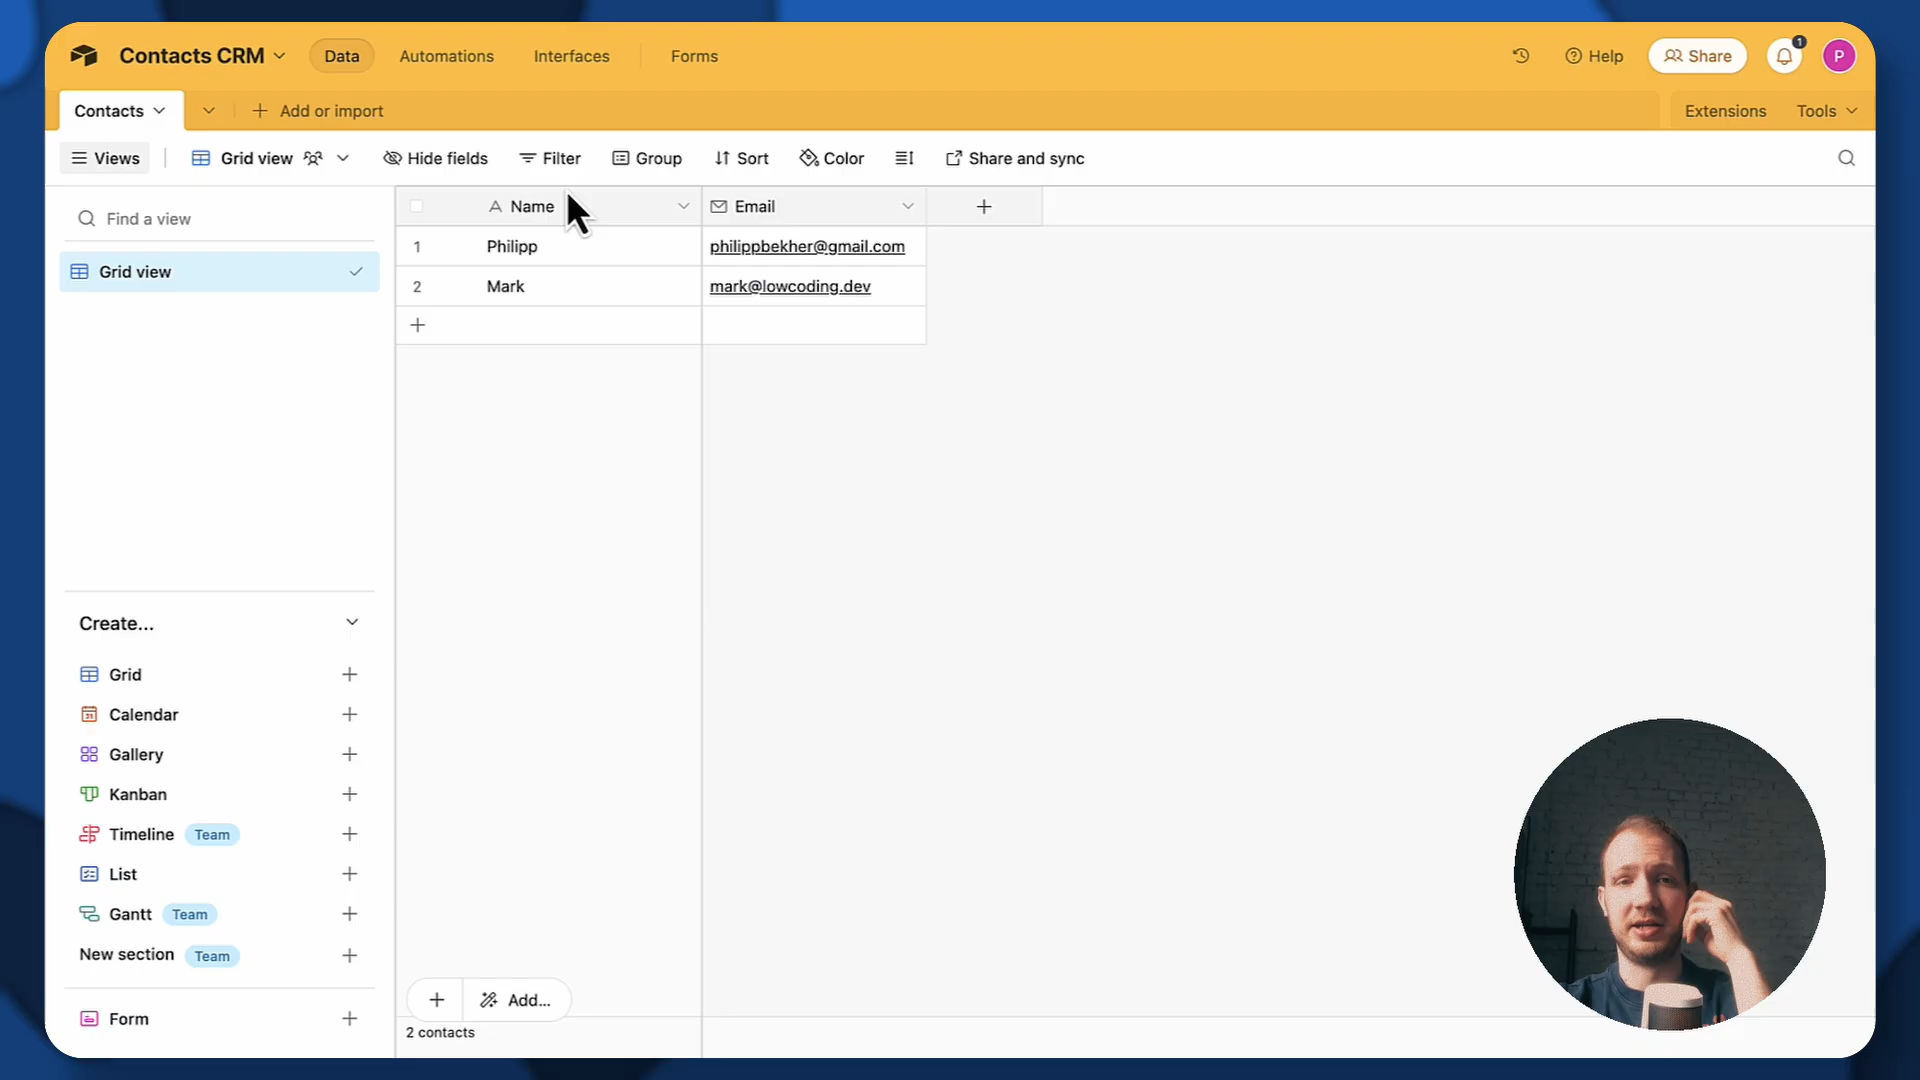 Contacts CRM Data Automations Interfaces Forms Help Share 1 P
Contacts Add or import Extensions Tools
Views Grid view Hide fields Filter Group Sort Color Share and sync
Find a view
Grid view
Name Email
1 Philipp philippbekher@gmail.com
2 Mark mark@lowcoding.dev
Create...
Grid
Calendar
Gallery
Kanban
Timeline Team
List
Gantt Team
New section Team
Form
Add...
2 contacts